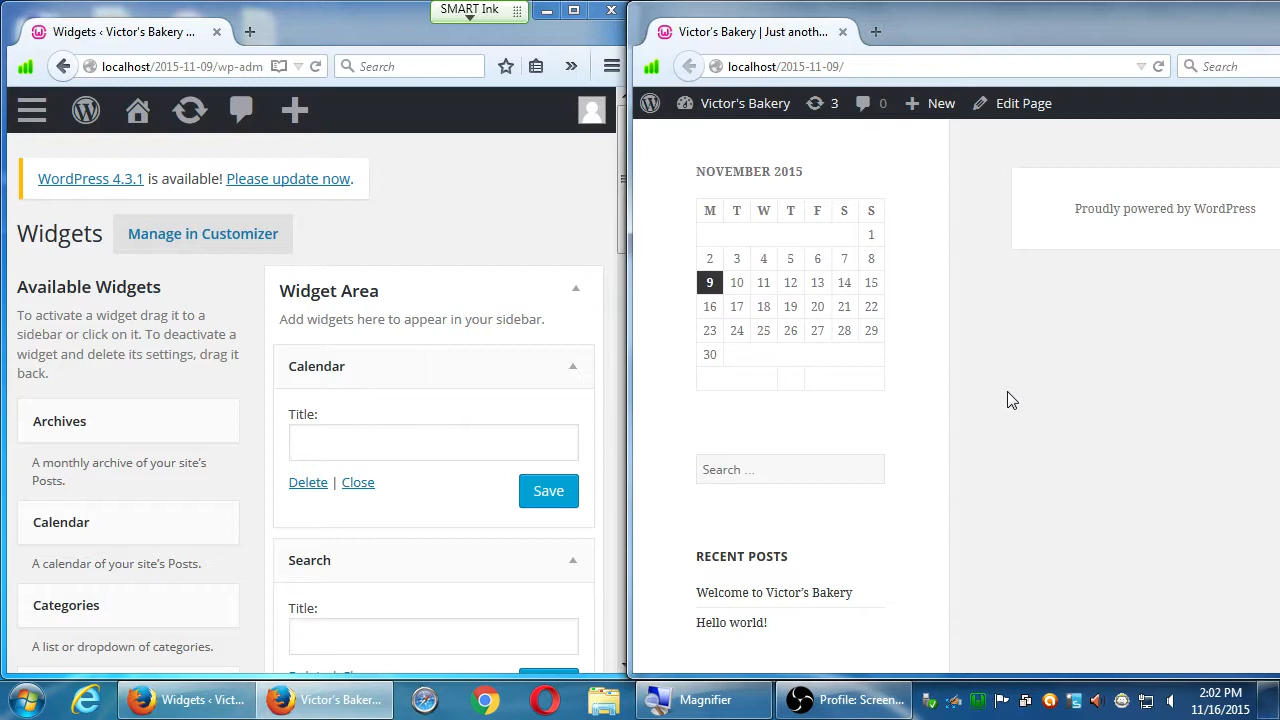 SMART Ink
Widgets ‹ Victor's Bakery ...
localhost/2015-11-09/wp-adm
Search
WordPress 4.3.1 is available! Please update now.
Widgets
Manage in Customizer
Available Widgets
To activate a widget drag it to a
sidebar or click on it. To deactivate a
widget and delete its settings, drag it
back.
Archives
A monthly archive of your site's
Posts.
Calendar
A calendar of your site's Posts.
Categories
A list or dropdown of categories.
Widget Area
Add widgets here to appear in your sidebar.
Calendar
Title:
Delete | Close
Save
Search
Title:
Victor's Bakery | Just anoth...
localhost/2015-11-09/
Search
Victor's Bakery
3
0
New
Edit Page
NOVEMBER 2015
M T W T F S S
1
2 3 4 5 6 7 8
9 10 11 12 13 14 15
16 17 18 19 20 21 22
23 24 25 26 27 28 29
30
Search ...
RECENT POSTS
Welcome to Victor's Bakery
Hello world!
Proudly powered by WordPress
Widgets ‹ Vict...
Victor's Bakery...
Magnifier
Profile: Screen...
2:02 PM
11/16/2015